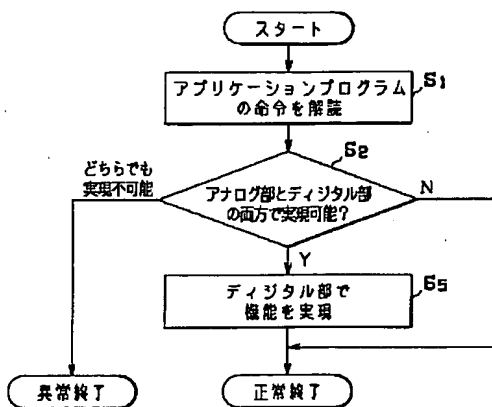 スタート
アプリケーションプログラム
の命令を解読
S1
S2
どちらでも
実現不可能
アナログ部とディジタル部
の両方で実現可能?
N
Y
ディジタル部で
機能を実現
S5
異常終了
正常終了